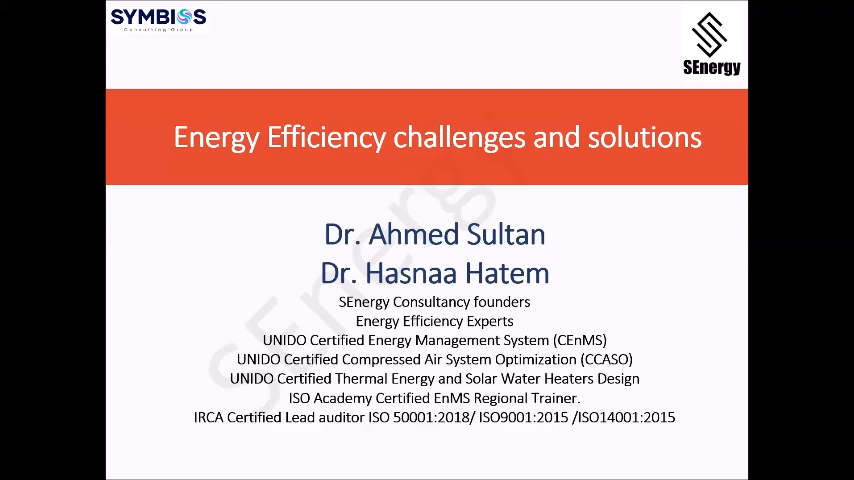 SYMBIOS
Consulting Group
SEnergy
Energy Efficiency challenges and solutions
Dr. Ahmed Sultan
Dr. Hasnaa Hatem
SEnergy Consultancy founders
Energy Efficiency Experts
UNIDO Certified Energy Management System (CEnMS)
UNIDO Certified Compressed Air System Optimization (CCASO)
UNIDO Certified Thermal Energy and Solar Water Heaters Design
ISO Academy Certified EnMS Regional Trainer.
IRCA Certified Lead auditor ISO 50001:2018/ ISO9001:2015 /ISO14001:2015
SEnergy